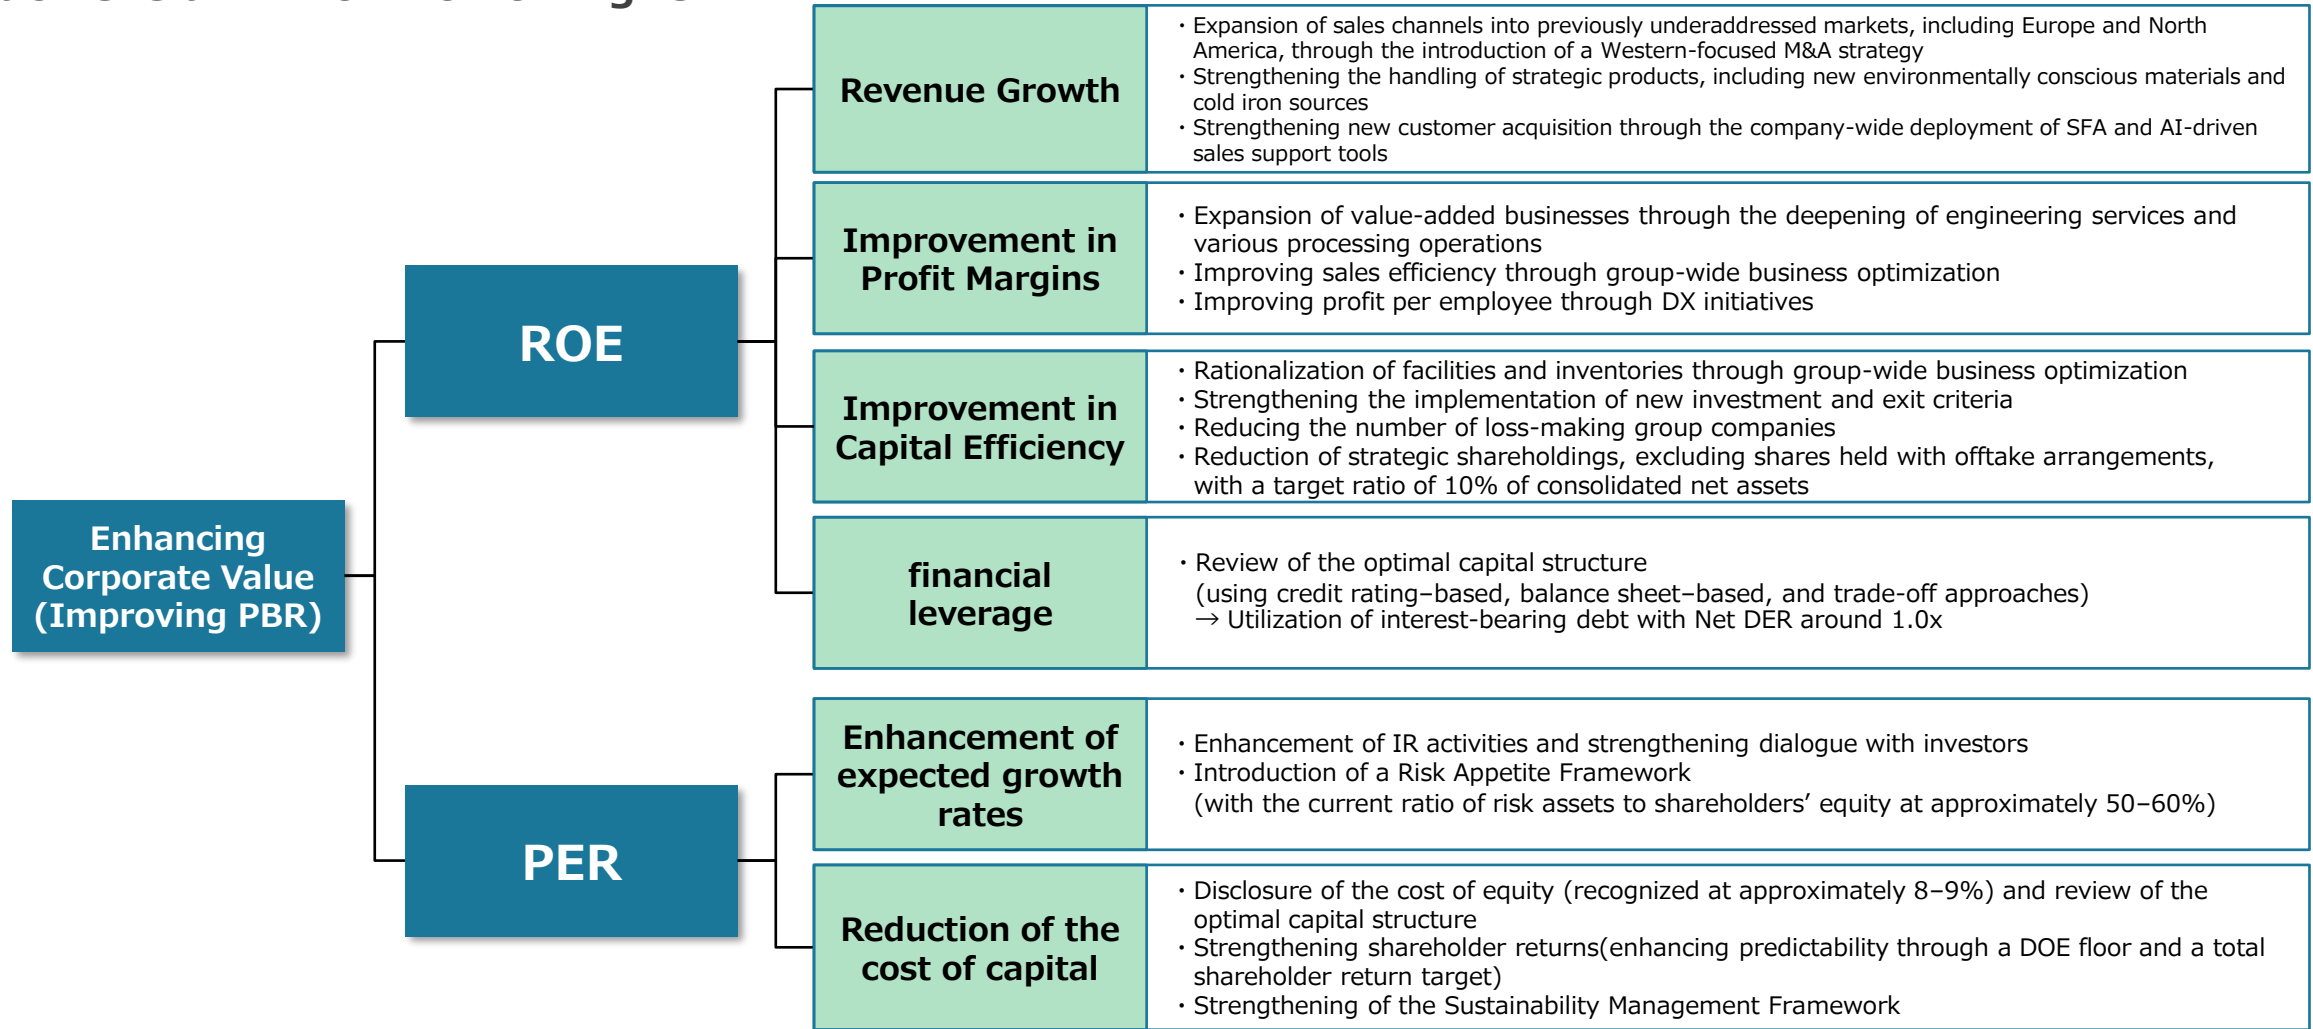 Enhancing
Corporate Value
(Improving PBR)
ROE
Revenue Growth
・Expansion of sales channels into previously underaddressed markets, including Europe and North
America, through the introduction of a Western-focused M&A strategy
・Strengthening the handling of strategic products, including new environmentally conscious materials and
cold iron sources
・Strengthening new customer acquisition through the company-wide deployment of SFA and AI-driven
sales support tools
Improvement in
Profit Margins
・Expansion of value-added businesses through the deepening of engineering services and
various processing operations
・Improving sales efficiency through group-wide business optimization
・Improving profit per employee through DX initiatives
Improvement in
Capital Efficiency
・Rationalization of facilities and inventories through group-wide business optimization
・Strengthening the implementation of new investment and exit criteria
・Reducing the number of loss-making group companies
・Reduction of strategic shareholdings, excluding shares held with offtake arrangements,
with a target ratio of 10% of consolidated net assets
financial
leverage
・Review of the optimal capital structure
(using credit rating–based, balance sheet–based, and trade-off approaches)
→ Utilization of interest-bearing debt with Net DER around 1.0x
PER
Enhancement of
expected growth
rates
・Enhancement of IR activities and strengthening dialogue with investors
・Introduction of a Risk Appetite Framework
(with the current ratio of risk assets to shareholders’ equity at approximately 50–60%)
Reduction of the
cost of capital
・Disclosure of the cost of equity (recognized at approximately 8–9%) and review of the
optimal capital structure
・Strengthening shareholder returns(enhancing predictability through a DOE floor and a total
shareholder return target)
・Strengthening of the Sustainability Management Framework